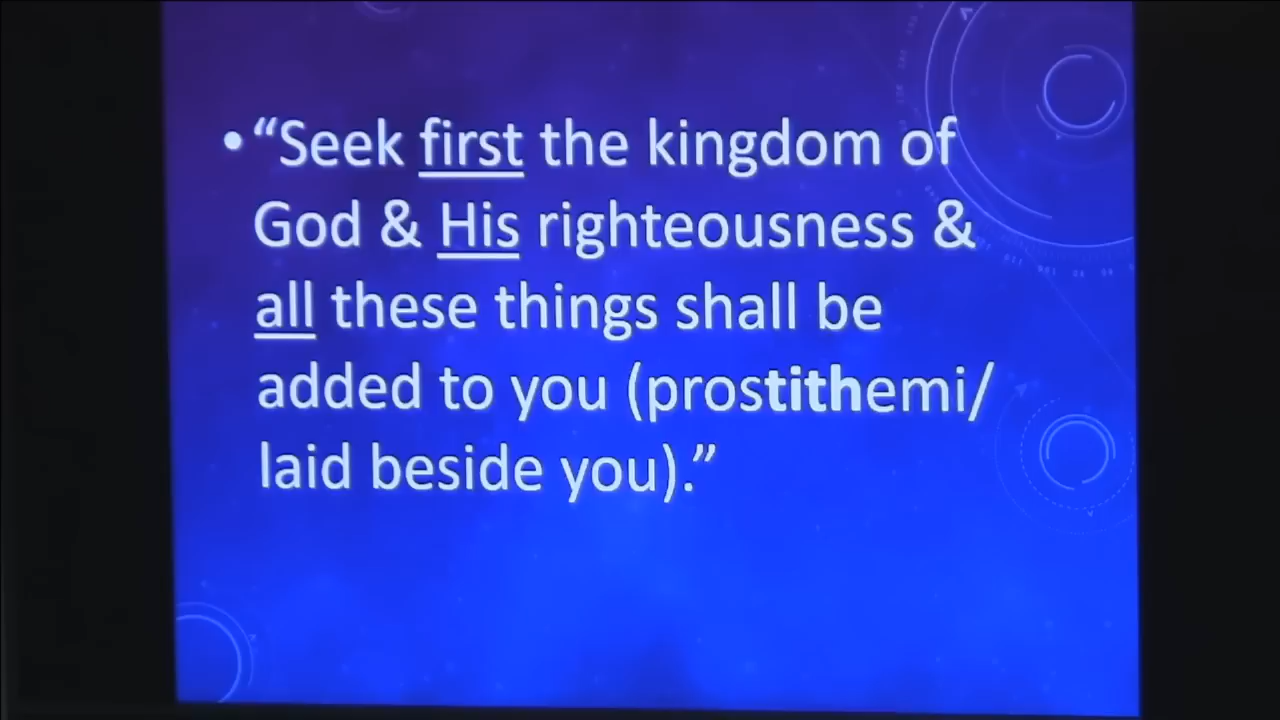 • “Seek first the kingdom of
God & His righteousness &
all these things shall be
added to you (prostithemi/
laid beside you).”